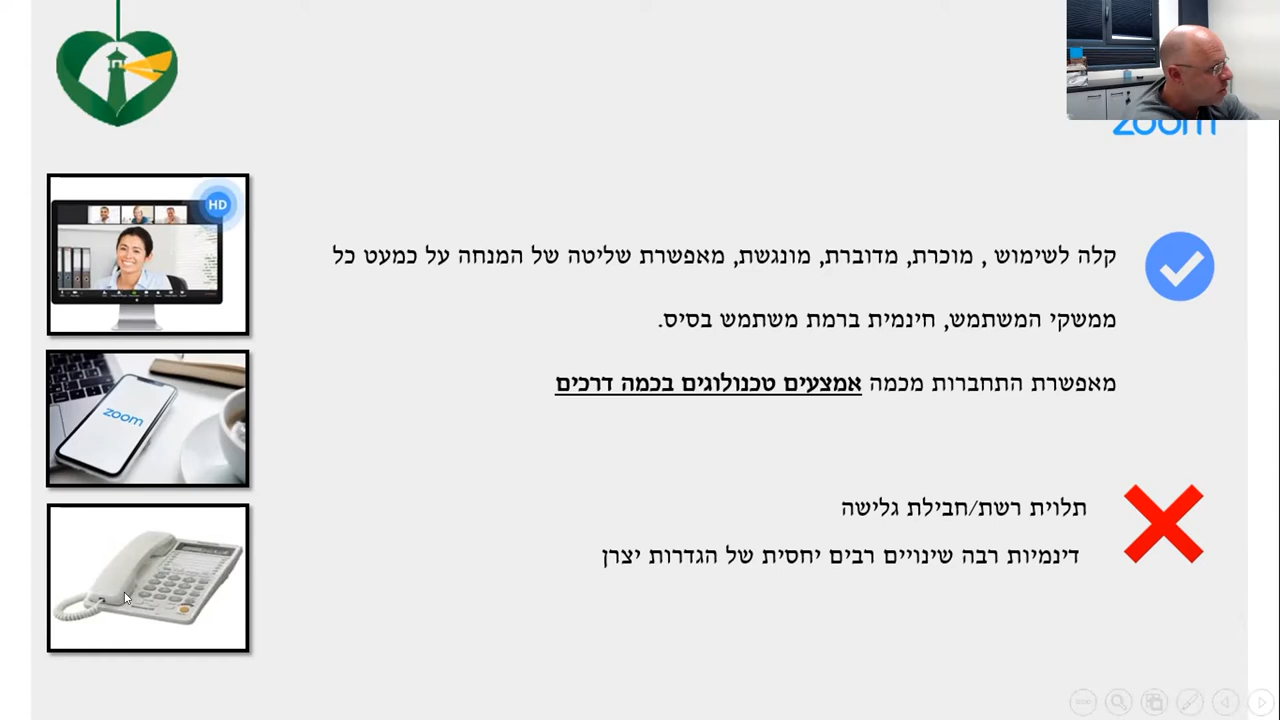 zoom
HD
קלה לשימוש , מוכרת, מדוברת, מונגשת, מאפשרת שליטה של המנחה על כמעט כל
ממשקי המשתמש, חינמית ברמת משתמש בסיס.
מאפשרת התחברות מכמה אמצעים טכנולוגים בכמה דרכים
zoom
תלוית רשת/חבילת גלישה
דינמיות רבה שינויים רבים יחסית של הגדרות יצרן